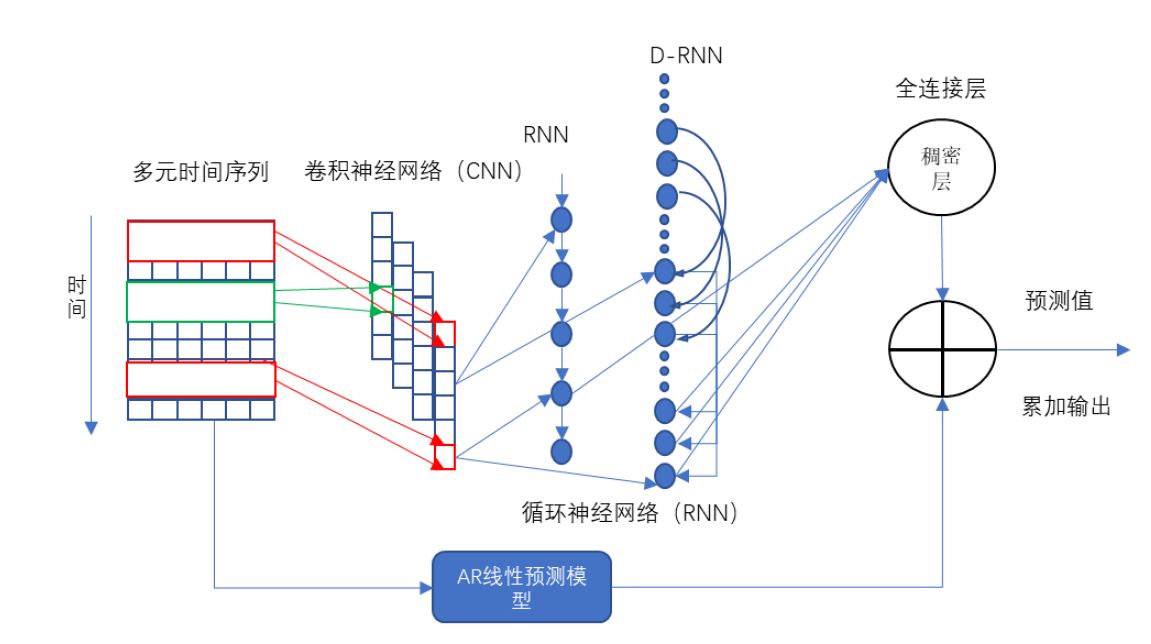 D-RNN
全连接层
RNN
多元时间序列
卷积神经网络（CNN）
稠密
层
时
间
预测值
累加输出
循环神经网络（RNN）
AR线性预测模
型